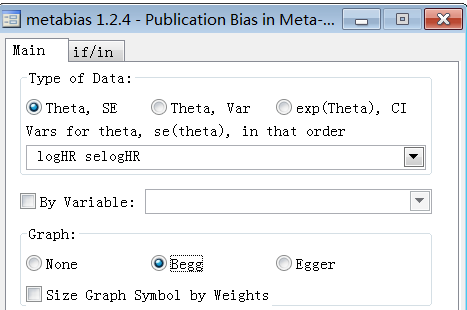 metabias 1.2.4 - Publication Bias in Meta-...
Main if/in
Type of Data:
Theta, SE Theta, Var exp(Theta), CI
Vars for theta, se(theta), in that order
logHR selogHR
By Variable:
Graph:
None Begg Egger
Size Graph Symbol by Weights